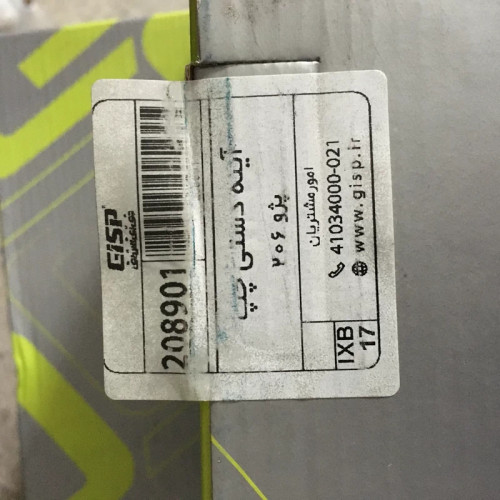 GISP
208901
آینه دستی چپ
پژو ۲۰۶
امور مشتریان
41034000-021
www.gisp.ir
IXB
17